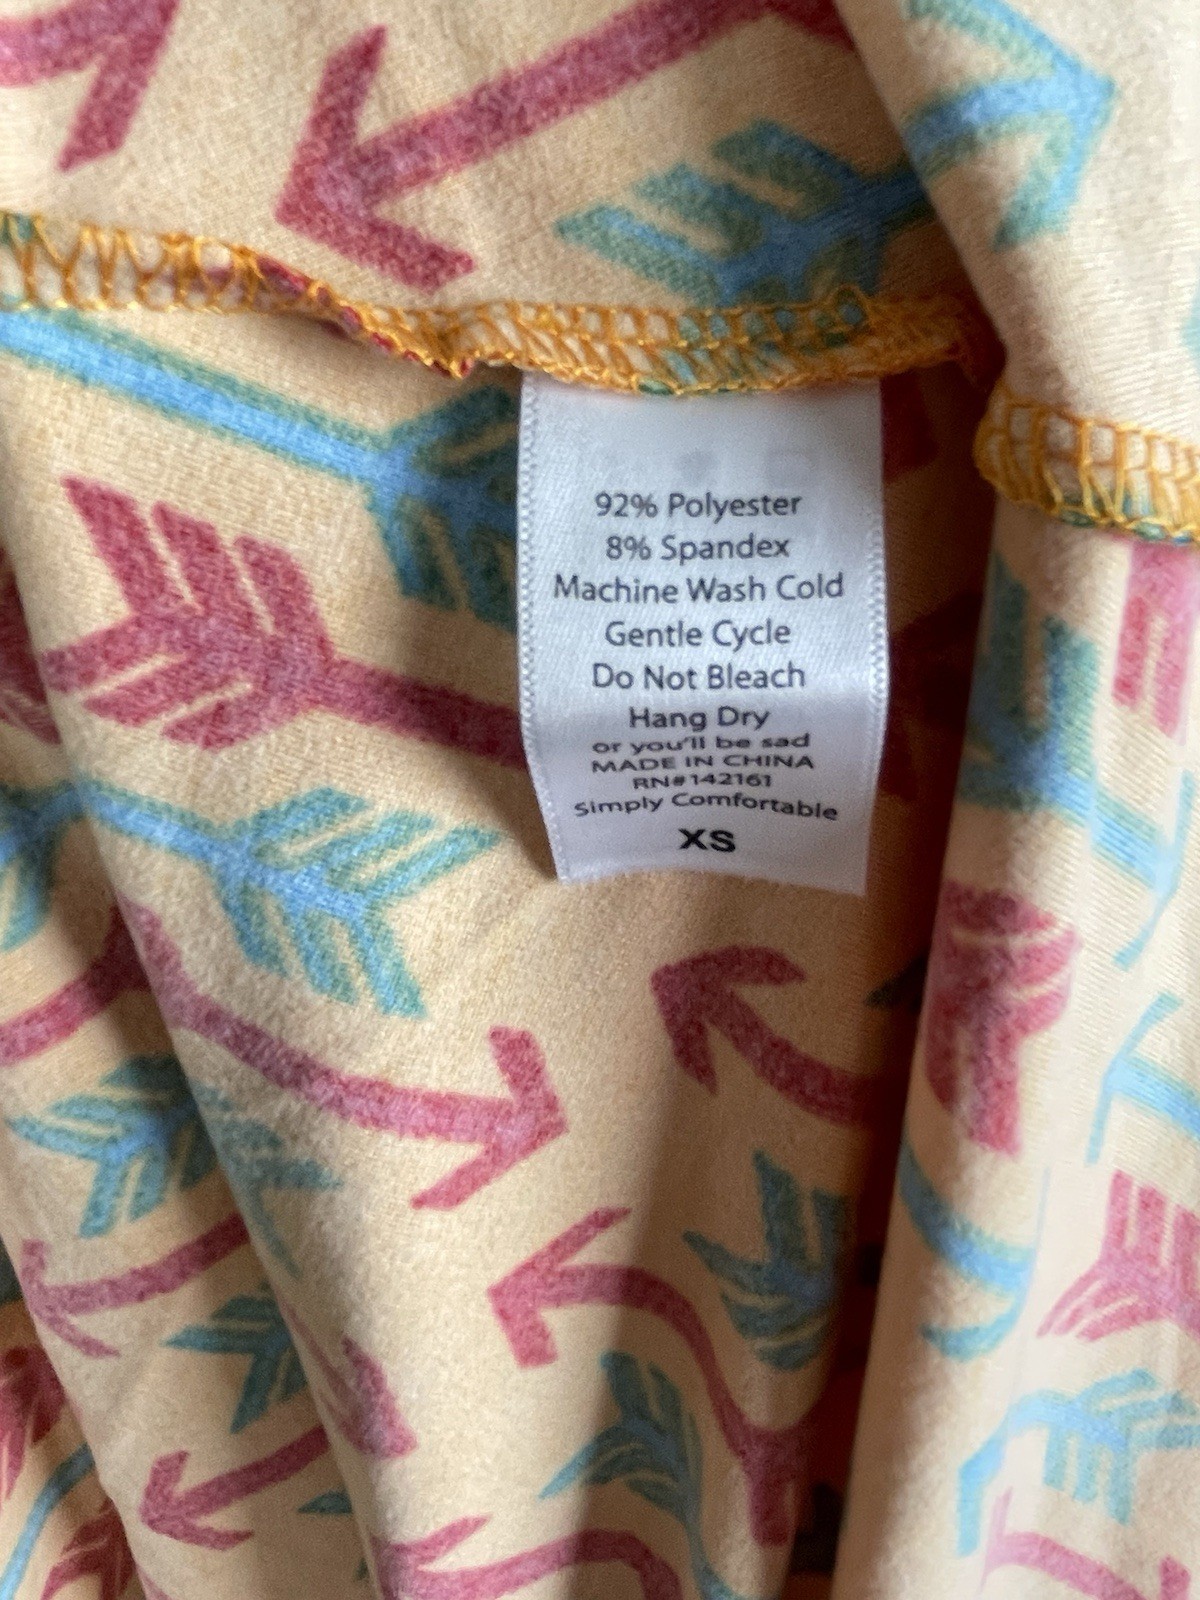 92% Polyester
8% Spandex
Machine Wash Cold
Gentle Cycle
Do Not Bleach
Hang Dry
or you'll be sad
MADE IN CHINA
RN#142161
Simply Comfortable
XS